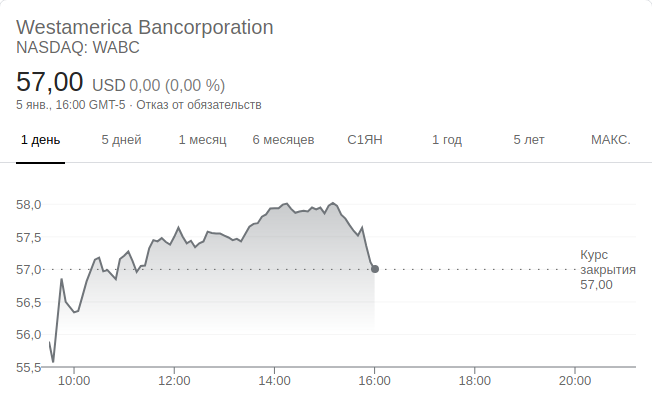 Westamerica Bancorporation
NASDAQ: WABC
57,00 USD 0,00 (0,00 %)
5 янв., 16:00 GMT-5 · Отказ от обязательств
1 день 5 дней 1 месяц 6 месяцев С1ЯН 1 год 5 лет МАКС.
58,0
57,5
57,0
56,5
56,0
55,5
Курс
закрытия
57,00
10:00 12:00 14:00 16:00 18:00 20:00